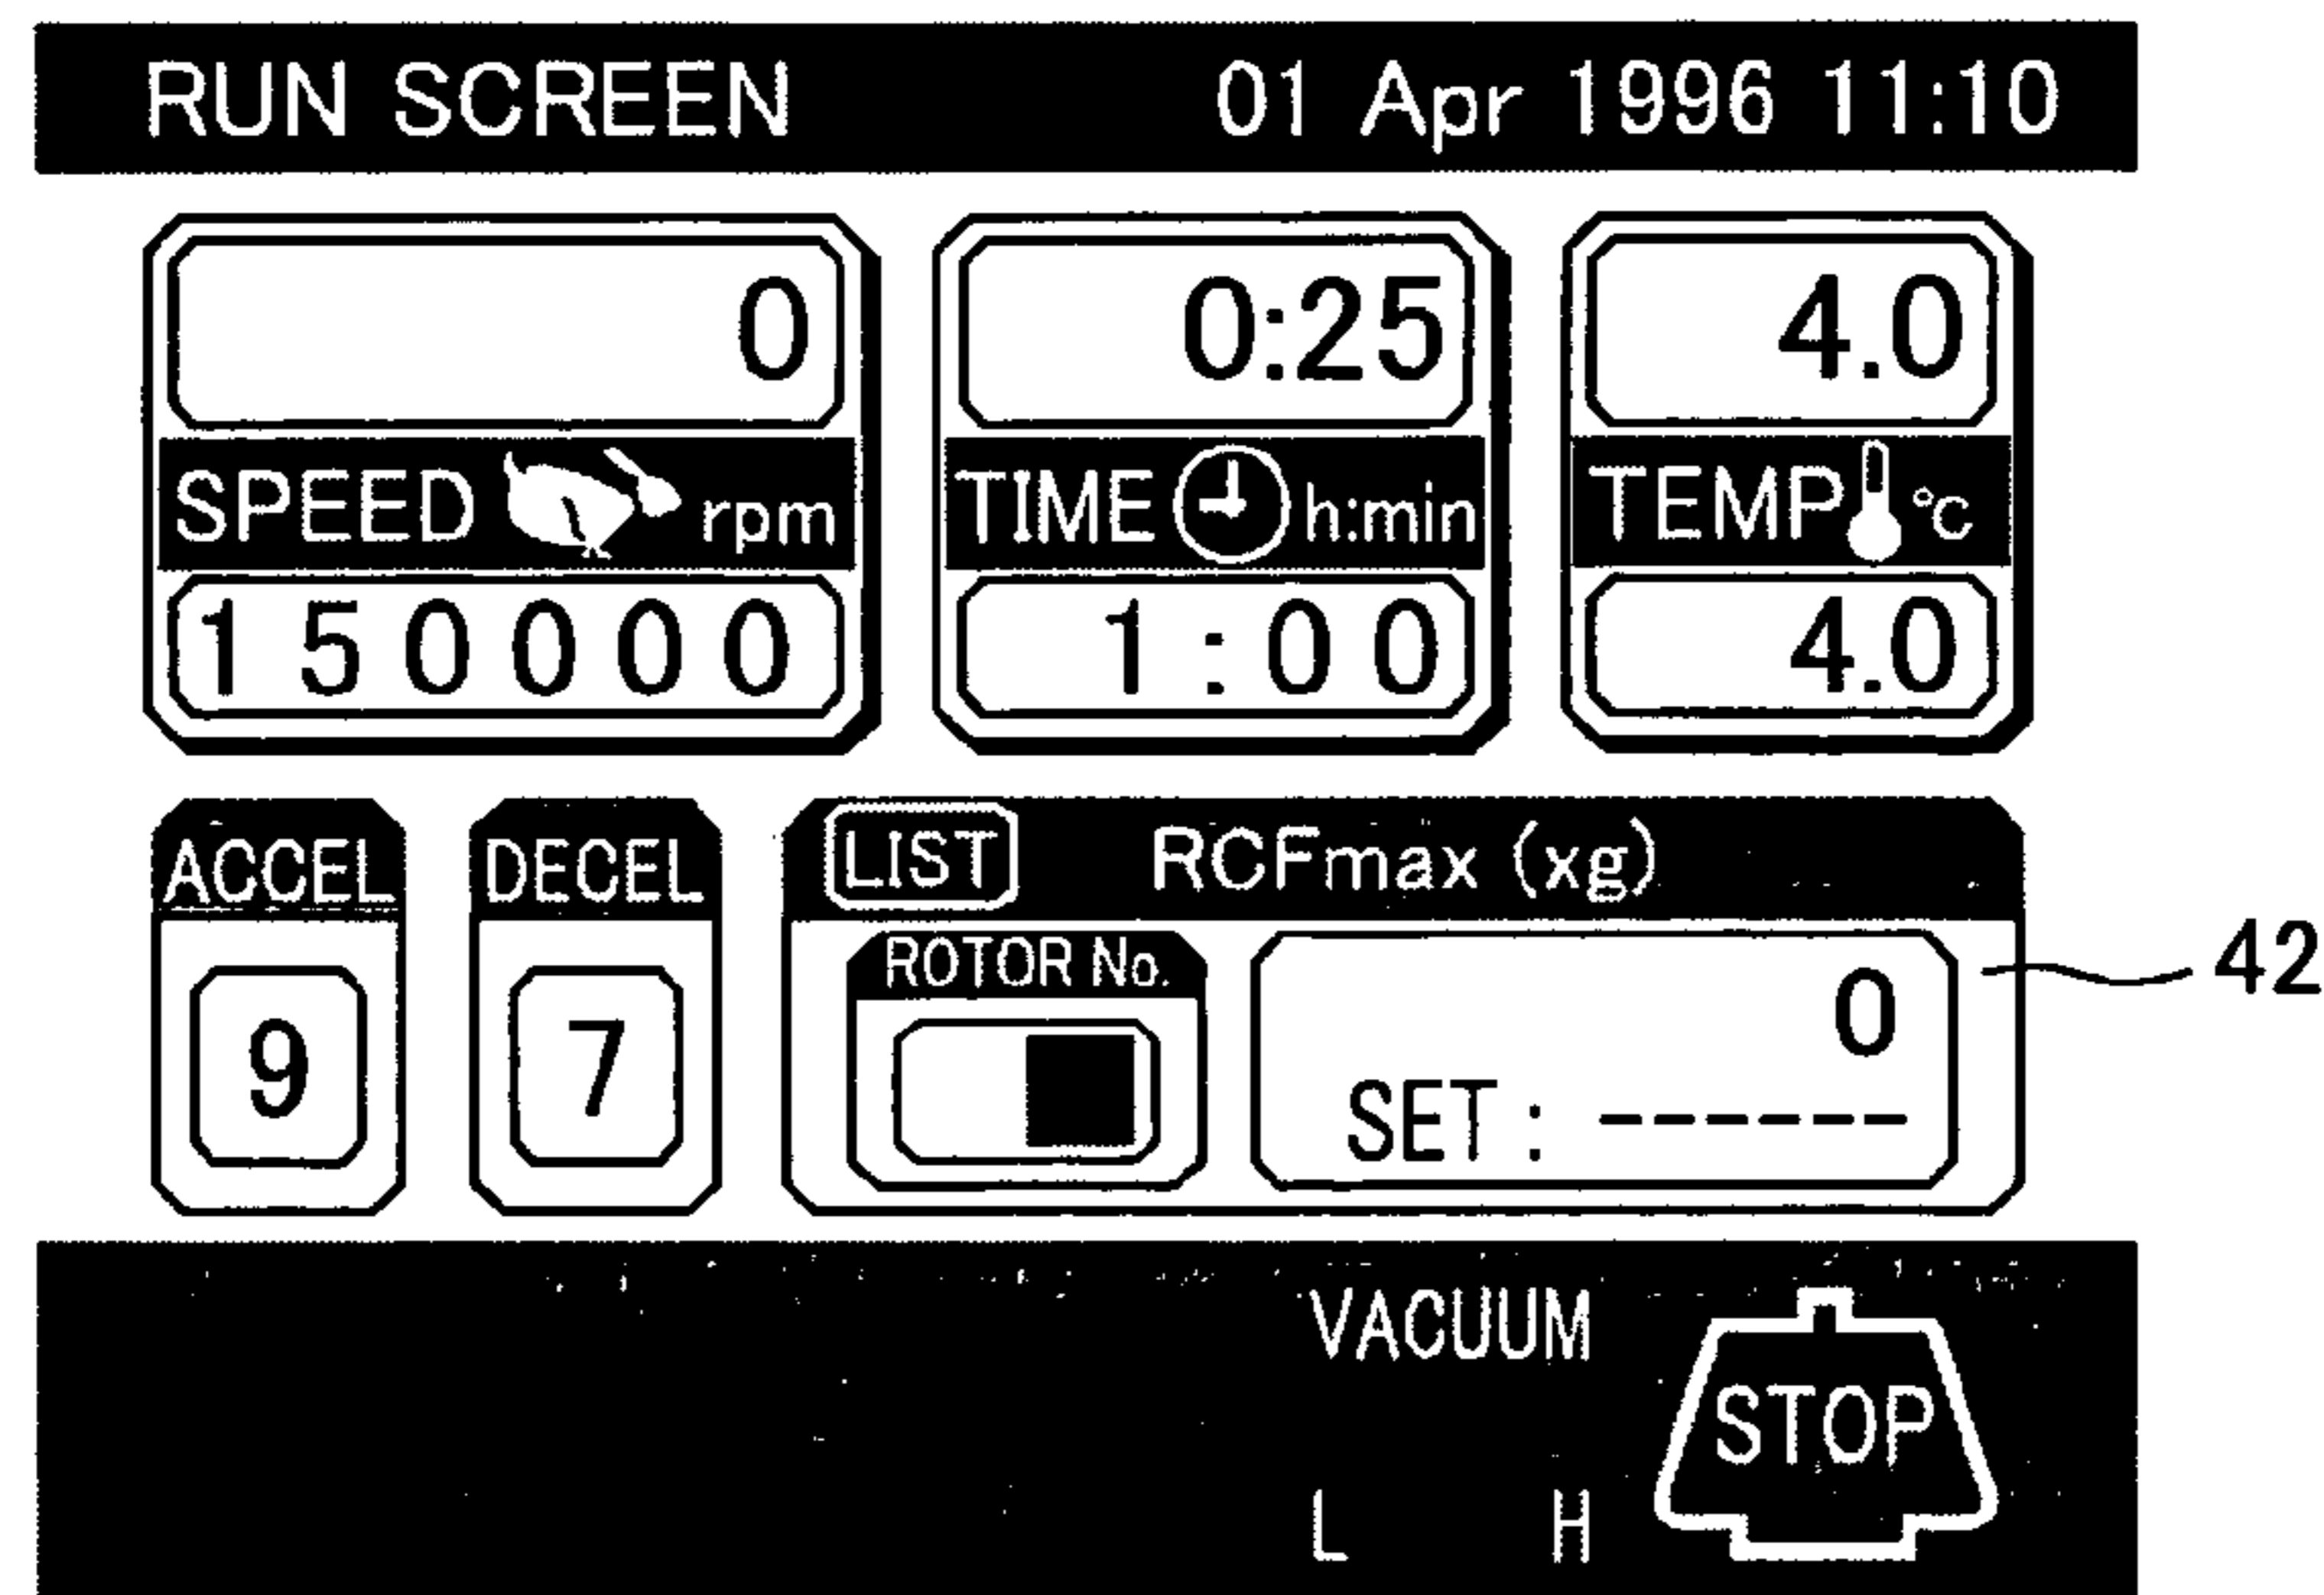 RUN SCREEN 01 Apr 1996 11:10
0 0:25 4.0
SPEED rpm TIME h:min TEMP °C
150000 1:00 4.0
ACCEL DECEL LIST RCFmax (xg)
ROTOR No.
0 42
9 7 SET : ------
VACUUM
STOP
L H